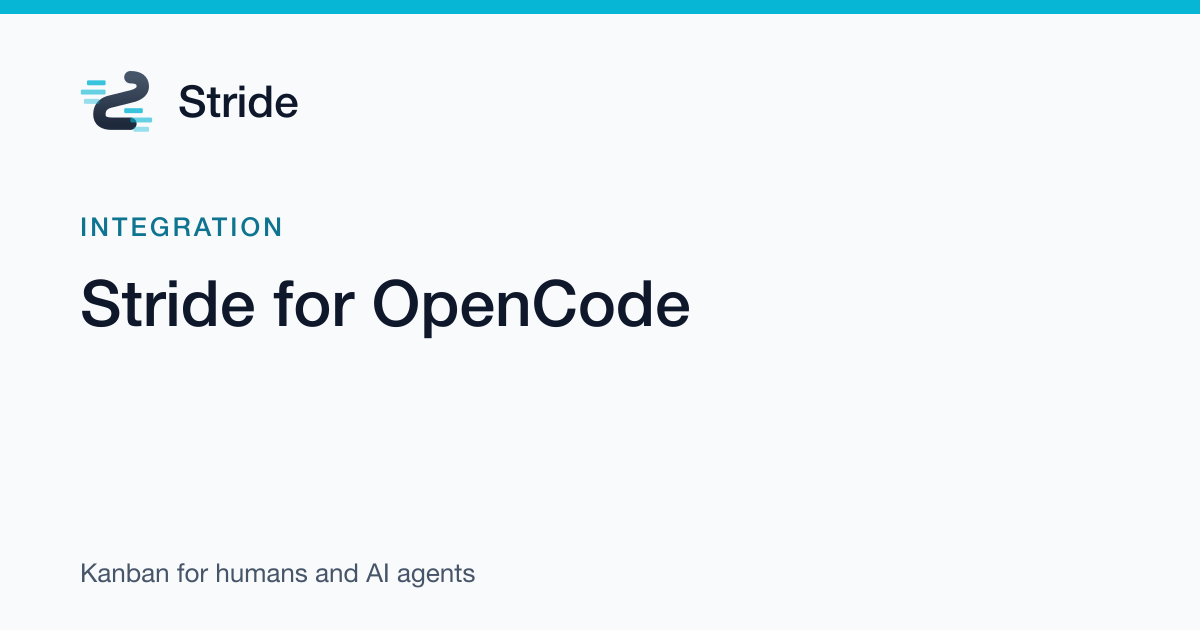 Stride
INTEGRATION
Stride for OpenCode
Kanban for humans and AI agents